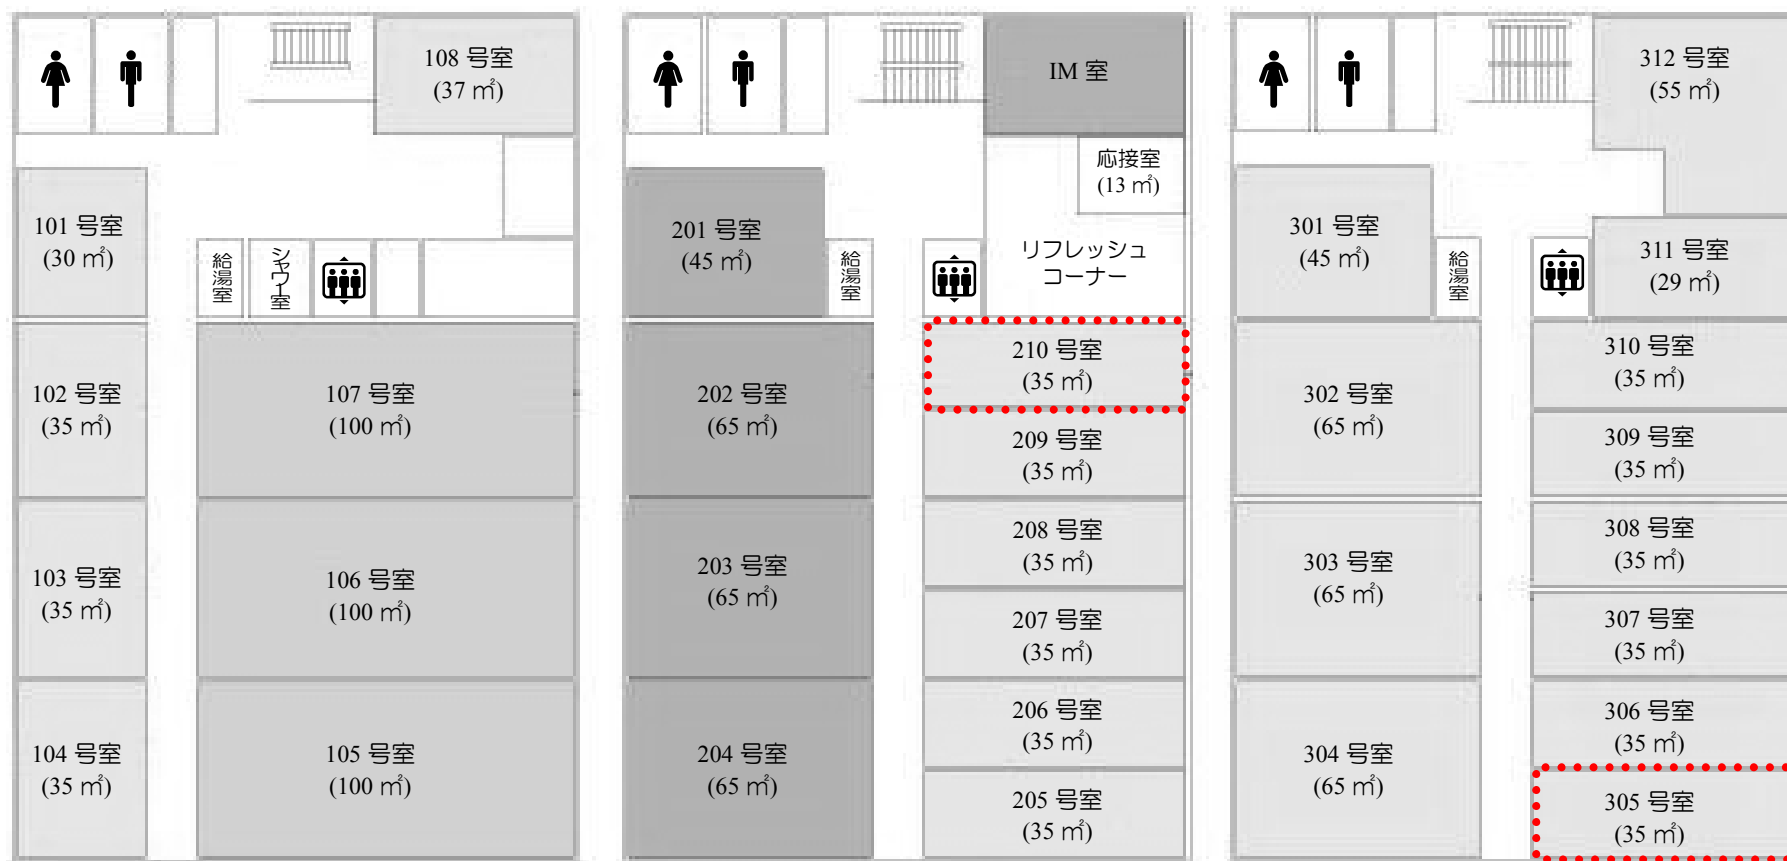 108 号室
(37 ㎡)
101 号室
(30 ㎡)
給湯室
シャワー室
102 号室
(35 ㎡)
107 号室
(100 ㎡)
103 号室
(35 ㎡)
106 号室
(100 ㎡)
104 号室
(35 ㎡)
105 号室
(100 ㎡)
IM 室
応接室
(13 ㎡)
201 号室
(45 ㎡)
給湯室
リフレッシュ
コーナー
210 号室
(35 ㎡)
202 号室
(65 ㎡)
209 号室
(35 ㎡)
208 号室
(35 ㎡)
203 号室
(65 ㎡)
207 号室
(35 ㎡)
206 号室
(35 ㎡)
204 号室
(65 ㎡)
205 号室
(35 ㎡)
312 号室
(55 ㎡)
301 号室
(45 ㎡)
給湯室
311 号室
(29 ㎡)
310 号室
(35 ㎡)
302 号室
(65 ㎡)
309 号室
(35 ㎡)
308 号室
(35 ㎡)
303 号室
(65 ㎡)
307 号室
(35 ㎡)
306 号室
(35 ㎡)
304 号室
(65 ㎡)
305 号室
(35 ㎡)